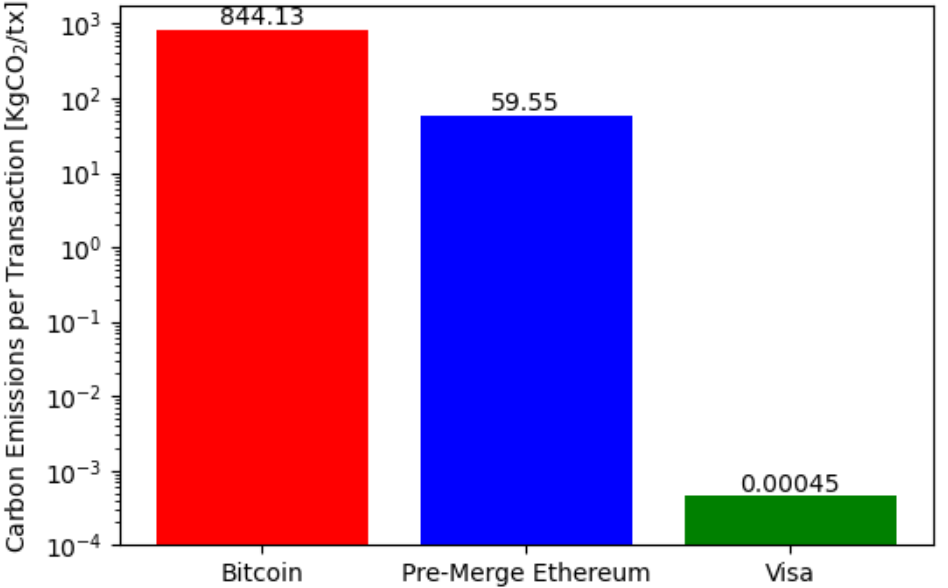 Carbon Emissions per Transaction [KgCO₂/tx]
10³
10²
10¹
10⁰
10⁻¹
10⁻²
10⁻³
10⁻⁴
844.13
59.55
0.00045
Bitcoin
Pre-Merge Ethereum
Visa